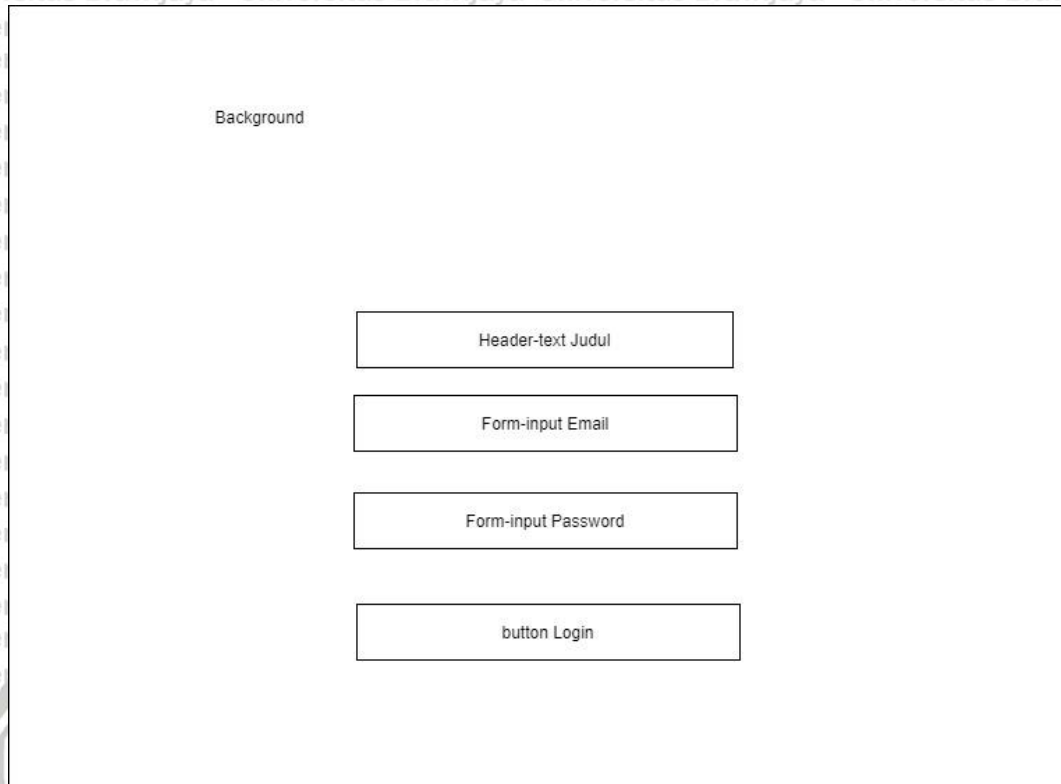 Background
Header-text Judul
Form-input Email
Form-input Password
button Login